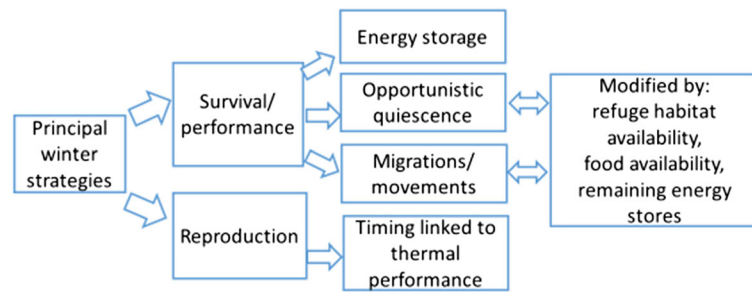 Principal
winter
strategies
Survival/
performance
Reproduction
Energy storage
Opportunistic
quiescence
Migrations/
movements
Timing linked to
thermal
performance
Modified by:
refuge habitat
availability,
food availability,
remaining energy
stores